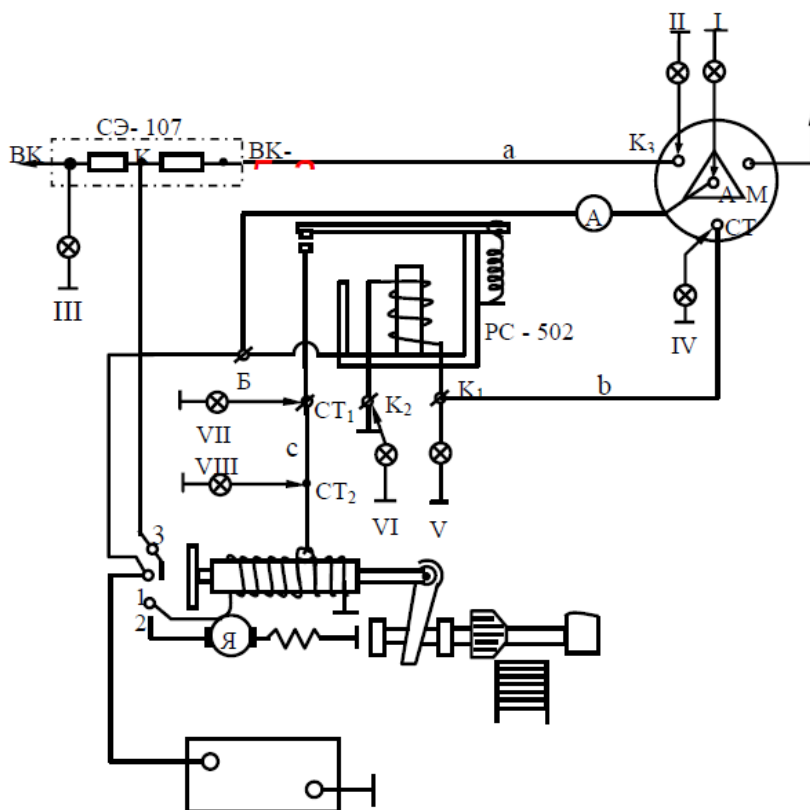 II I
СЭ- 107
ВК К ВК- а К3
А А М
СТ
III
РС - 502
IV
Б
СТ1 К2 К1 b
VII
с
VIII
СТ2
VI V
3
1
2
Я